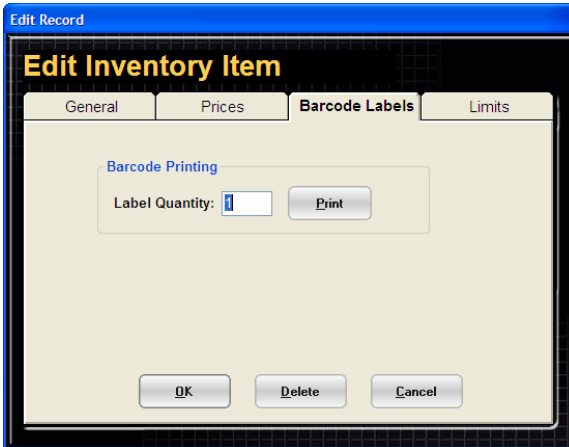 Edit Record
Edit Inventory Item
General Prices Barcode Labels Limits
Barcode Printing
Label Quantity: 1 Print
OK Delete Cancel